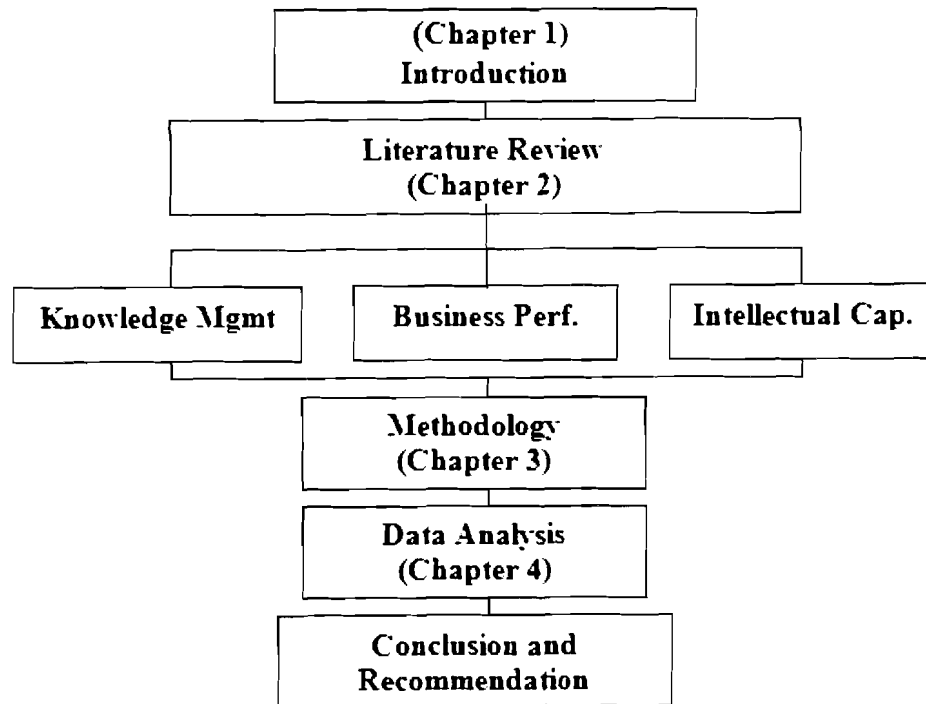 (Chapter 1)
Introduction
Literature Review
(Chapter 2)
Knowledge Mgmt
Business Perf.
Intellectual Cap.
Methodology
(Chapter 3)
Data Analysis
(Chapter 4)
Conclusion and
Recommendation